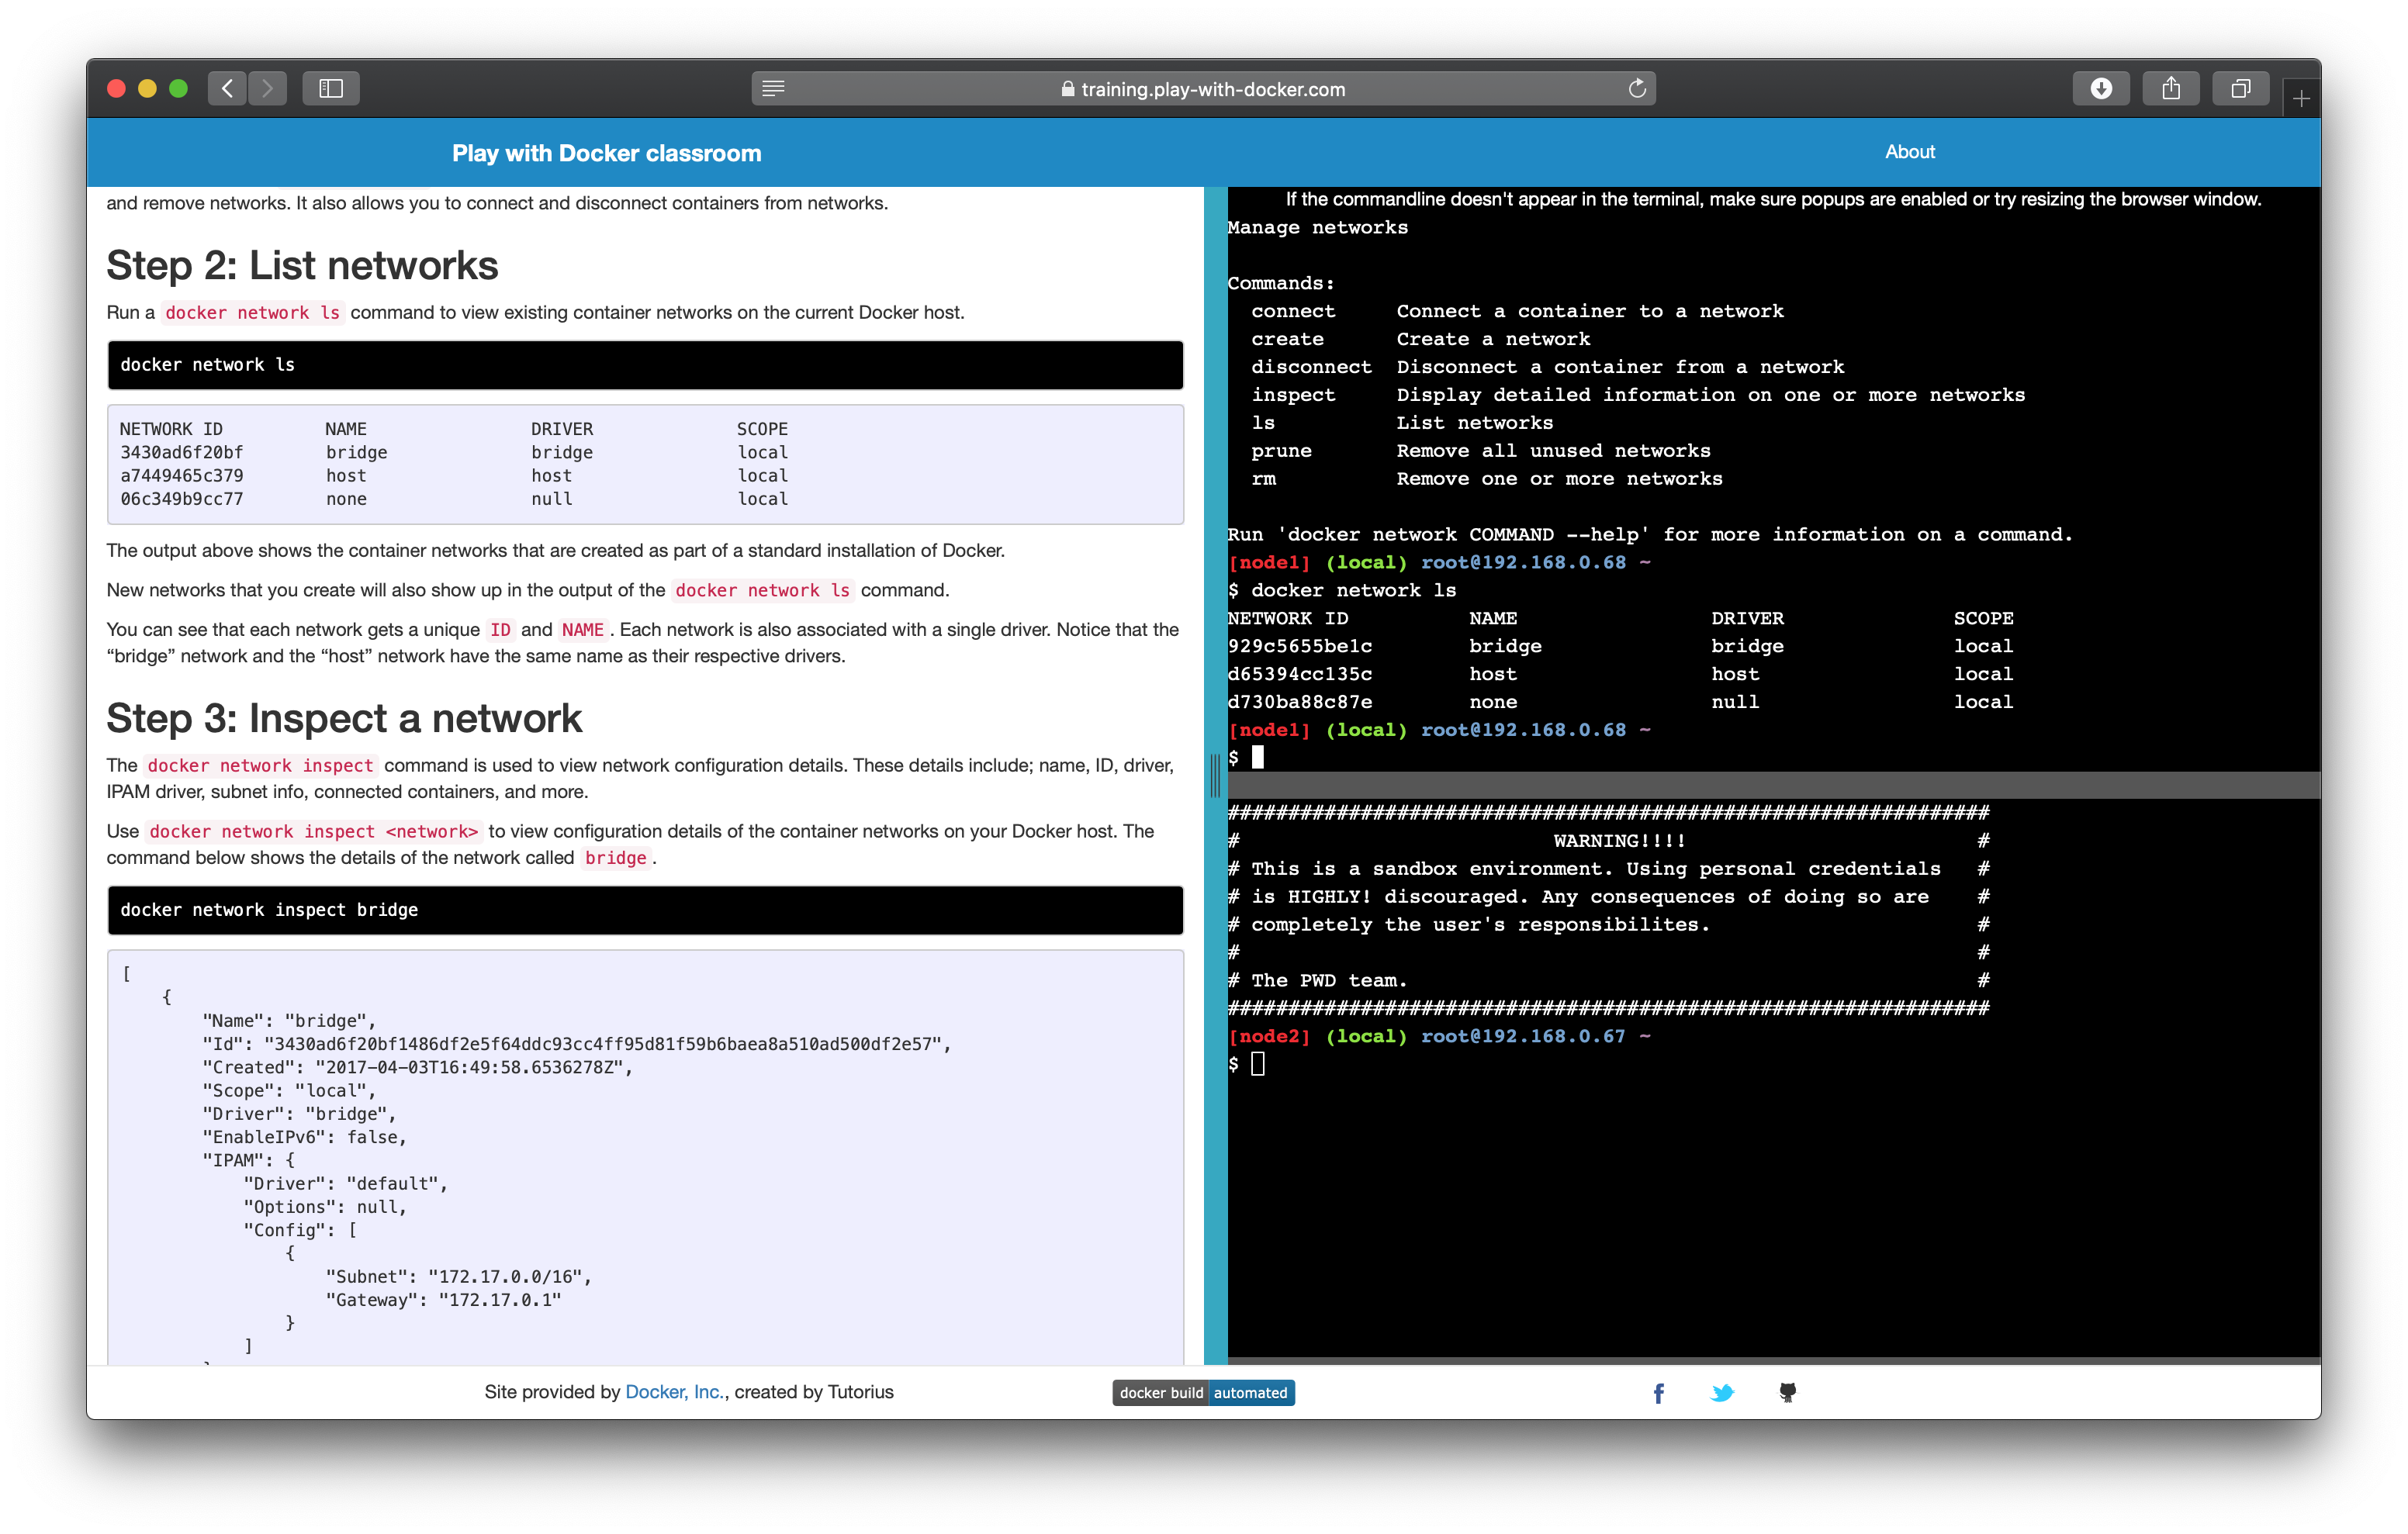 training.play-with-docker.com
Play with Docker classroom
About
and remove networks. It also allows you to connect and disconnect containers from networks.
Step 2: List networks
Run a docker network ls command to view existing container networks on the current Docker host.
docker network ls
NETWORK ID NAME DRIVER SCOPE
3430ad6f20bf bridge bridge local
a7449465c379 host host local
06c349b9cc77 none null local
The output above shows the container networks that are created as part of a standard installation of Docker.
New networks that you create will also show up in the output of the docker network ls command.
You can see that each network gets a unique ID and NAME. Each network is also associated with a single driver. Notice that the
“bridge” network and the “host” network have the same name as their respective drivers.
Step 3: Inspect a network
The docker network inspect command is used to view network configuration details. These details include; name, ID, driver,
IPAM driver, subnet info, connected containers, and more.
Use docker network inspect <network> to view configuration details of the container networks on your Docker host. The
command below shows the details of the network called bridge.
docker network inspect bridge
[
{
"Name": "bridge",
"Id": "3430ad6f20bf1486df2e5f64ddc93cc4ff95d81f59b6baea8a510ad500df2e57",
"Created": "2017-04-03T16:49:58.6536278Z",
"Scope": "local",
"Driver": "bridge",
"EnableIPv6": false,
"IPAM": {
"Driver": "default",
"Options": null,
"Config": [
{
"Subnet": "172.17.0.0/16",
"Gateway": "172.17.0.1"
}
]
If the commandline doesn't appear in the terminal, make sure popups are enabled or try resizing the browser window.
Manage networks
Commands:
connect Connect a container to a network
create Create a network
disconnect Disconnect a container from a network
inspect Display detailed information on one or more networks
ls List networks
prune Remove all unused networks
rm Remove one or more networks
Run 'docker network COMMAND --help' for more information on a command.
[node1] (local) root@192.168.0.68 ~
$ docker network ls
NETWORK ID NAME DRIVER SCOPE
929c5655be1c bridge bridge local
d65394cc135c host host local
d730ba88c87e none null local
[node1] (local) root@192.168.0.68 ~
$
###############################################################
# WARNING!!!! #
# This is a sandbox environment. Using personal credentials #
# is HIGHLY! discouraged. Any consequences of doing so are #
# completely the user's responsibilites. #
# #
# The PWD team. #
###############################################################
[node2] (local) root@192.168.0.67 ~
$
Site provided by Docker, Inc., created by Tutorius
docker build automated